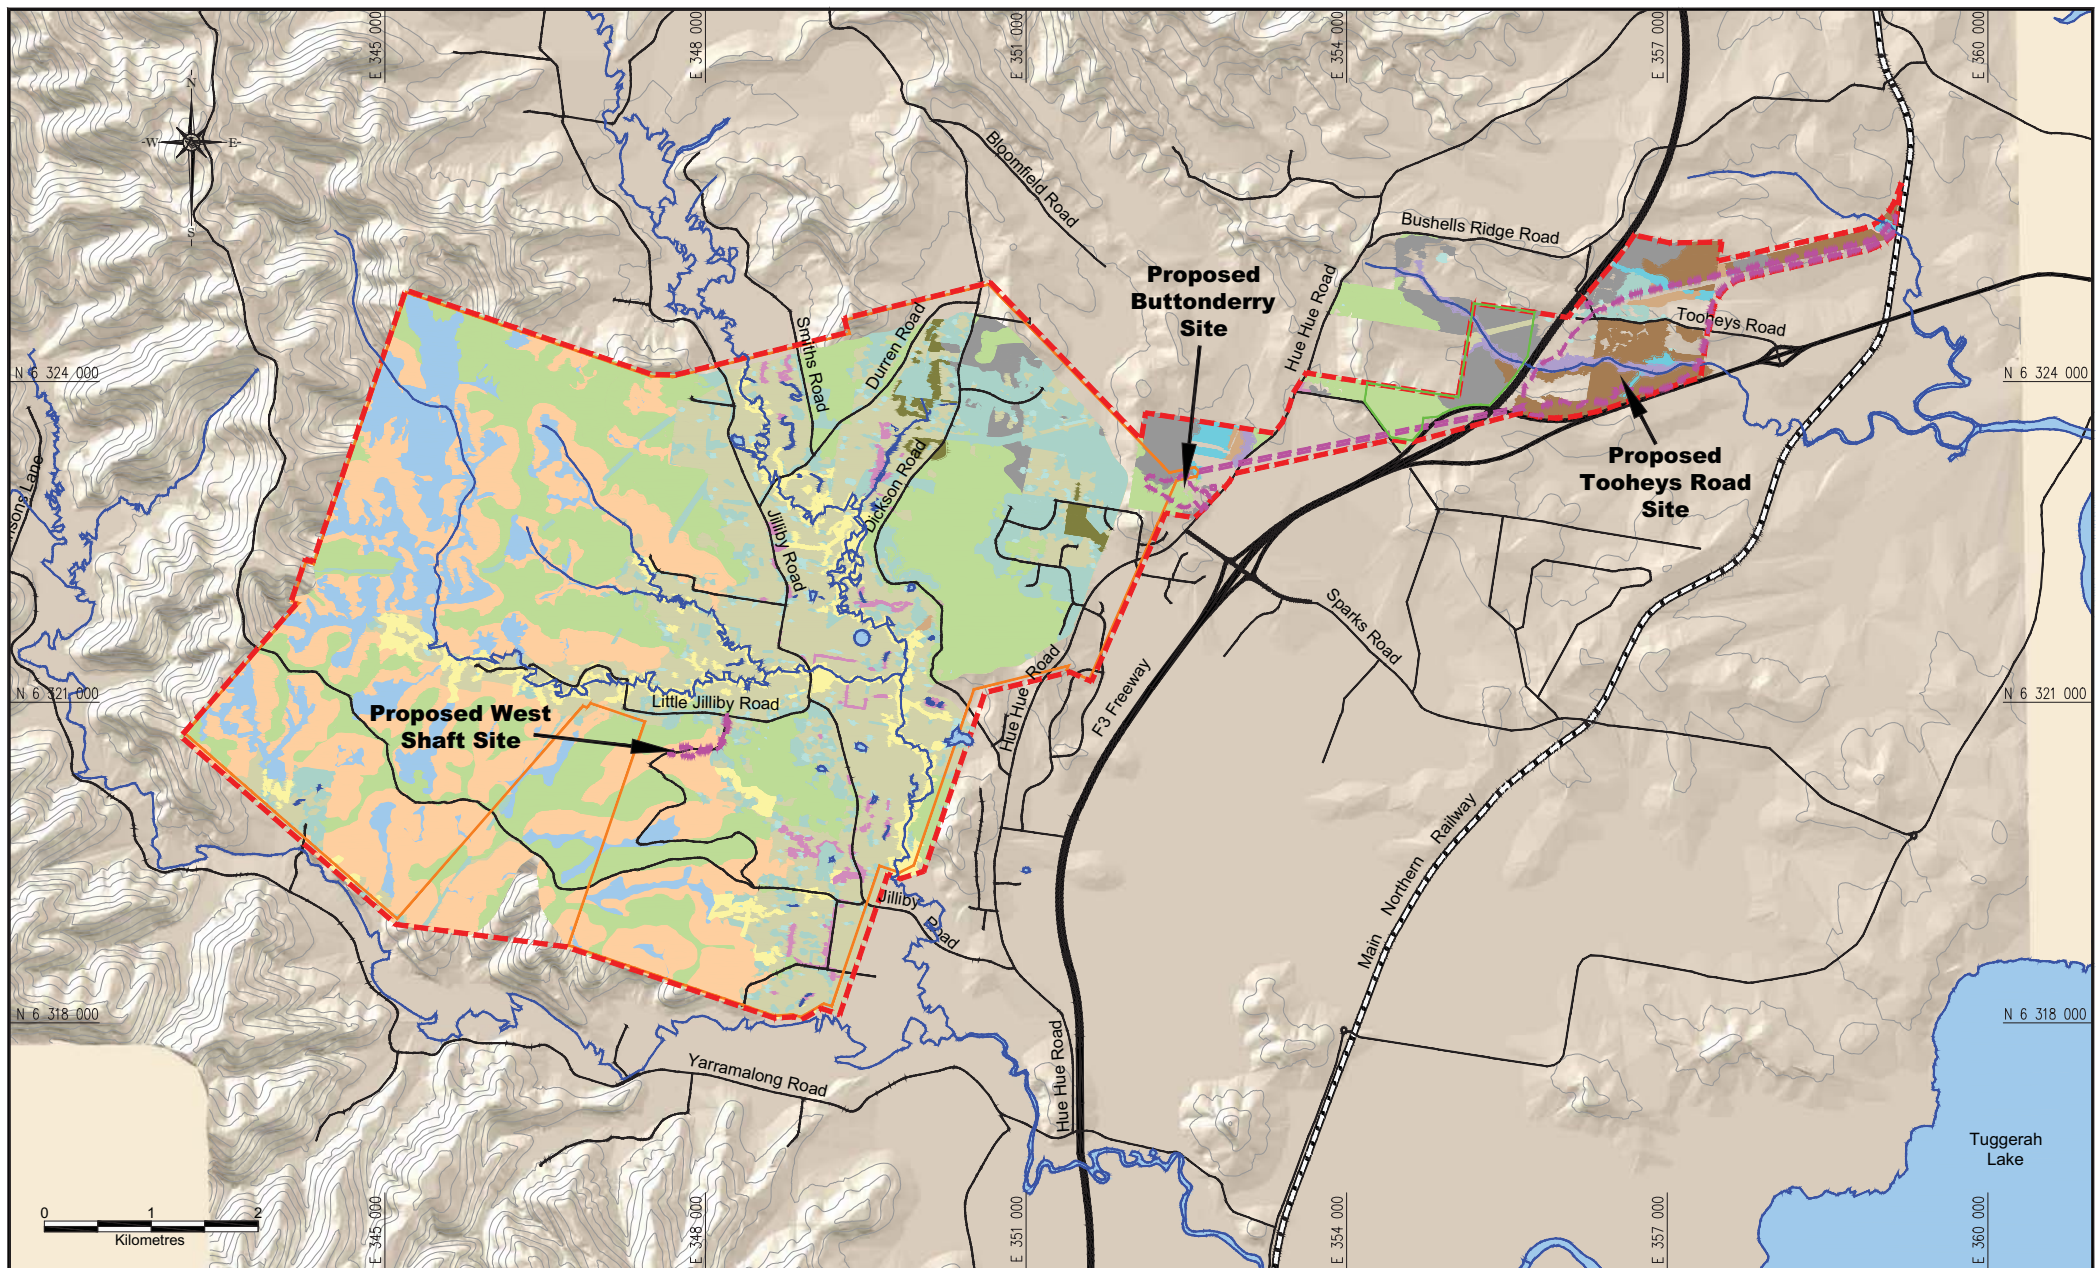 E 345 000
E 348 000
E 351 000
E 354 000
E 357 000
E 360 000
N
W
E
S
Bloomfield Road
Bushells Ridge Road
Proposed
Buttonderry
Site
Hue Hue Road
Smiths Road
Durren Road
Tooheys Road
N 6 324 000
N 6 324 000
Dickson Road
Proposed
Tooheys Road
Site
Jilliby Road
Sparks Road
N 6 321 000
N 6 321 000
Little Jilliby Road
Proposed West
Shaft Site
Hue Hue Road
F3 Freeway
Main Northern Railway
Jilliby Road
N 6 318 000
N 6 318 000
Yarramalong Road
Hue Hue Road
Tuggerah
Lake
0 1 2
Kilometres
E 345 000
E 348 000
E 351 000
E 354 000
E 357 000
E 360 000